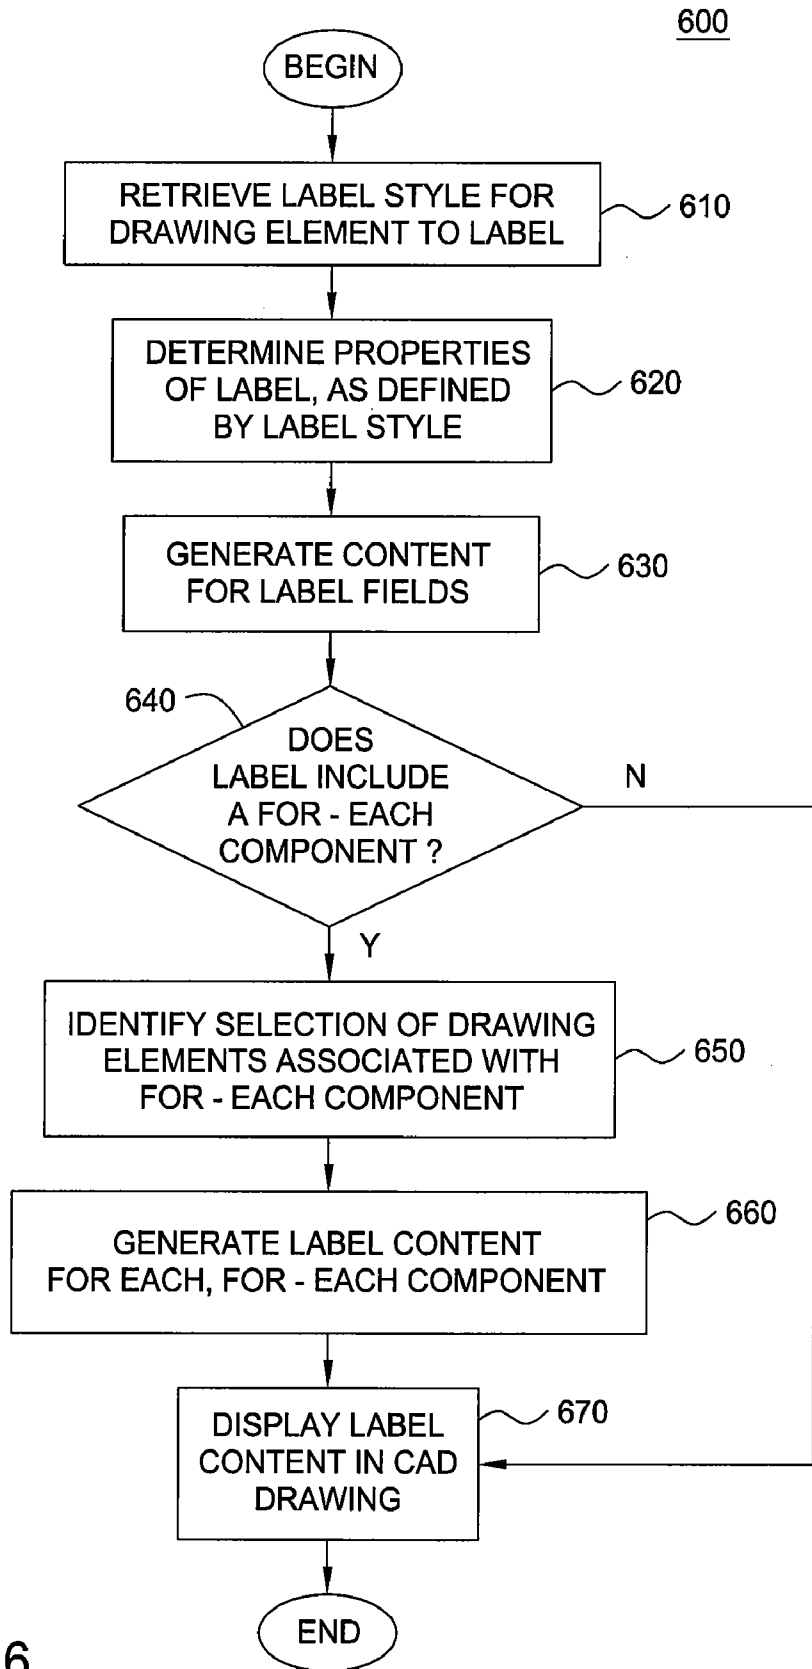 600
BEGIN
RETRIEVE LABEL STYLE FOR
DRAWING ELEMENT TO LABEL
610
DETERMINE PROPERTIES
OF LABEL, AS DEFINED
BY LABEL STYLE
620
GENERATE CONTENT
FOR LABEL FIELDS
630
640
DOES
LABEL INCLUDE
A FOR - EACH
COMPONENT ?
N
Y
IDENTIFY SELECTION OF DRAWING
ELEMENTS ASSOCIATED WITH
FOR - EACH COMPONENT
650
GENERATE LABEL CONTENT
FOR EACH, FOR - EACH COMPONENT
660
DISPLAY LABEL
CONTENT IN CAD
DRAWING
670
END
6